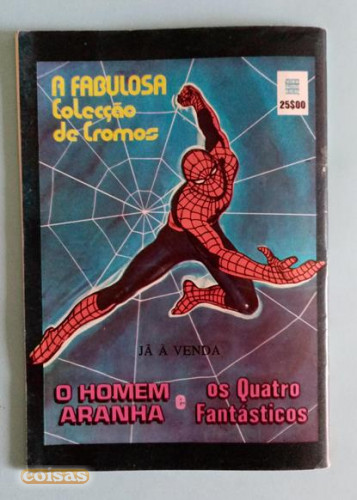 A FABULOSA
Colecção
de Cromos
25$00
JÁ À VENDA
O HOMEM
ARANHA
e
os Quatro
Fantásticos
coisas